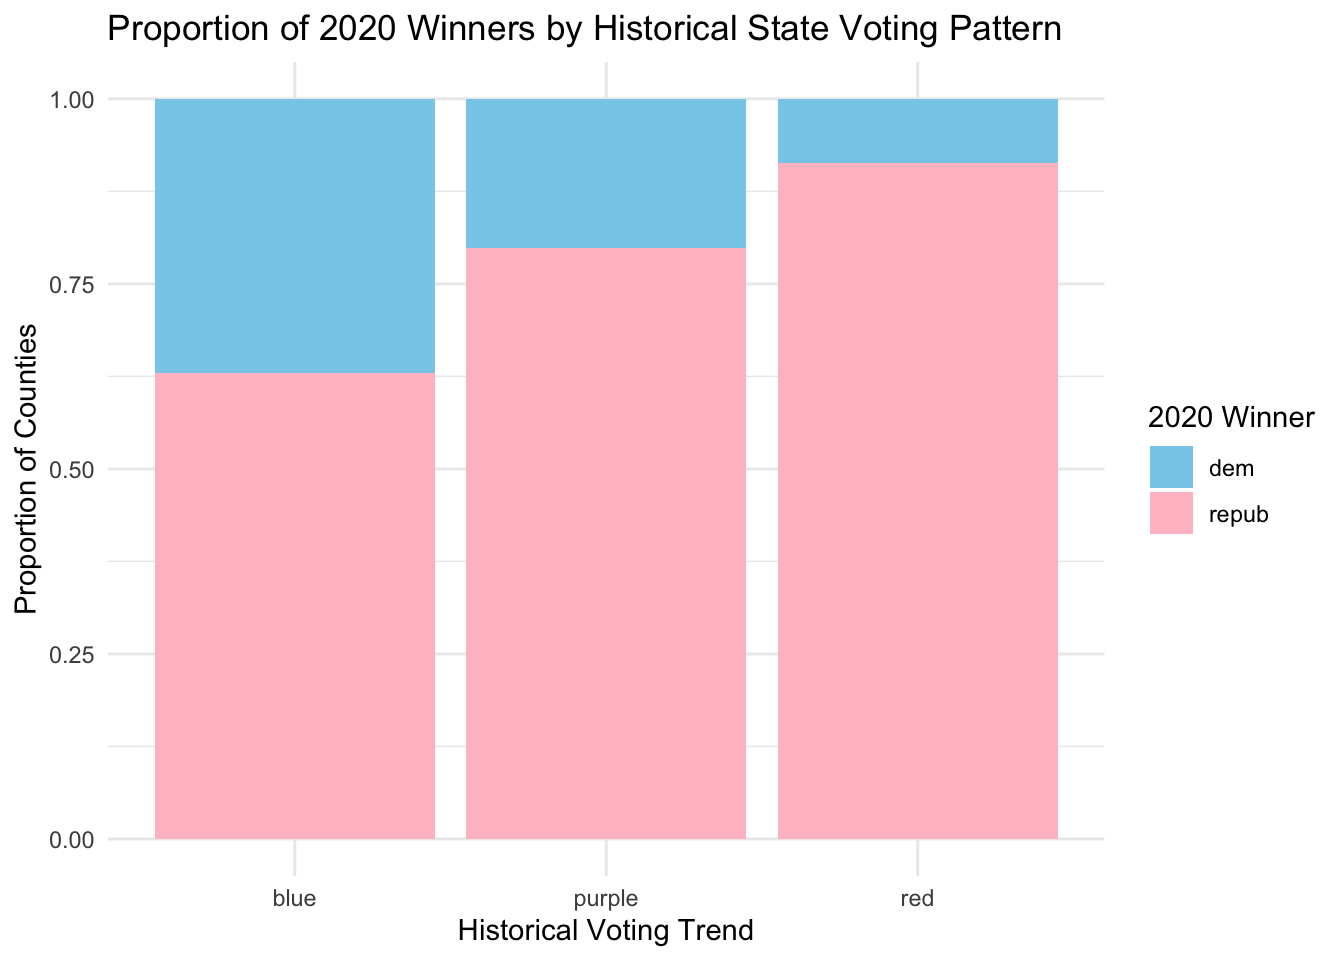 Proportion of 2020 Winners by Historical State Voting Pattern
1.00
0.75
0.50
0.25
0.00
Proportion of Counties
blue purple red
Historical Voting Trend
2020 Winner
dem
repub